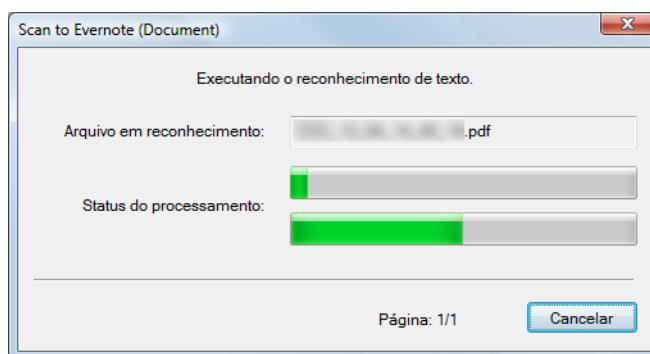 Scan to Evernote (Document)
Executando o reconhecimento de texto.
Arquivo em reconhecimento: .pdf
Status do processamento:
Página: 1/1 Cancelar